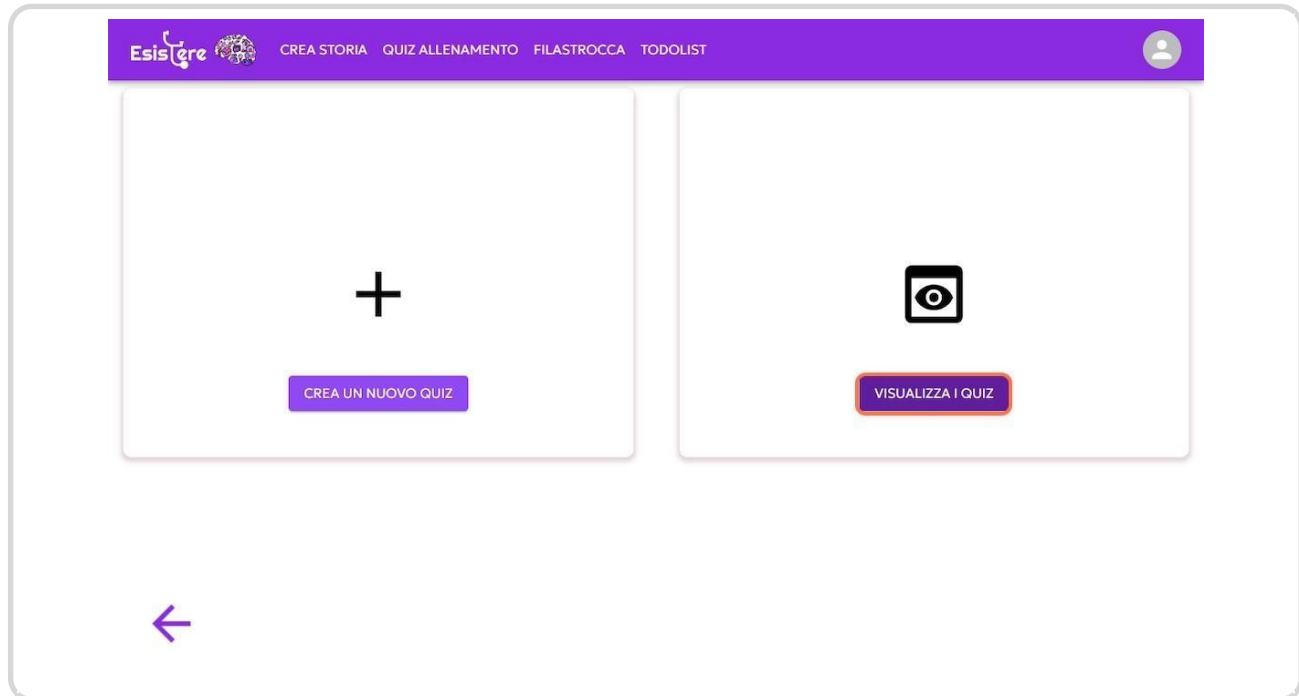 Esistere
CREA STORIA QUIZ ALLENAMENTO FILASTROCCA TODOLIST
CREA UN NUOVO QUIZ
VISUALIZZA I QUIZ